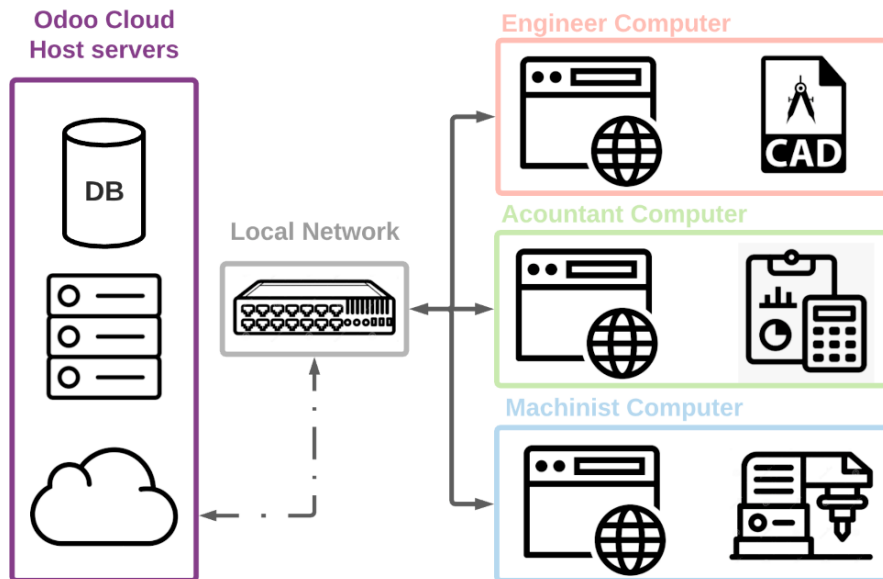 Odoo Cloud
Host servers
DB
Local Network
Engineer Computer
CAD
Acountant Computer
Machinist Computer